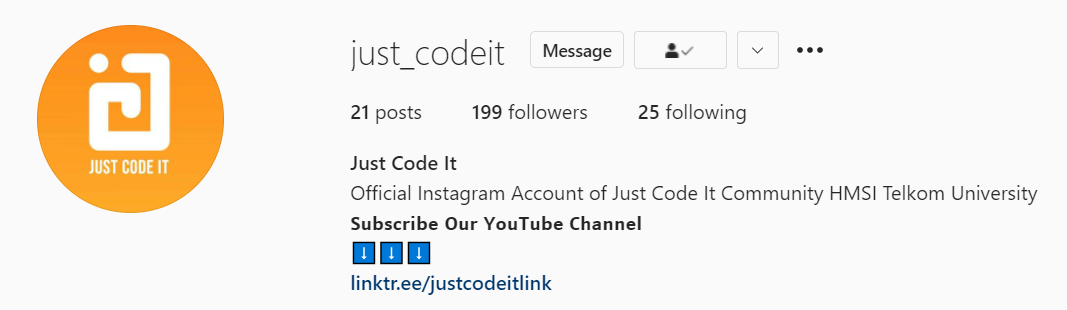 just_codeit Message
21 posts 199 followers 25 following
JUST CODE IT
Just Code It
Official Instagram Account of Just Code It Community HMSI Telkom University
Subscribe Our YouTube Channel
⬇️⬇️⬇️
linktr.ee/justcodeitlink